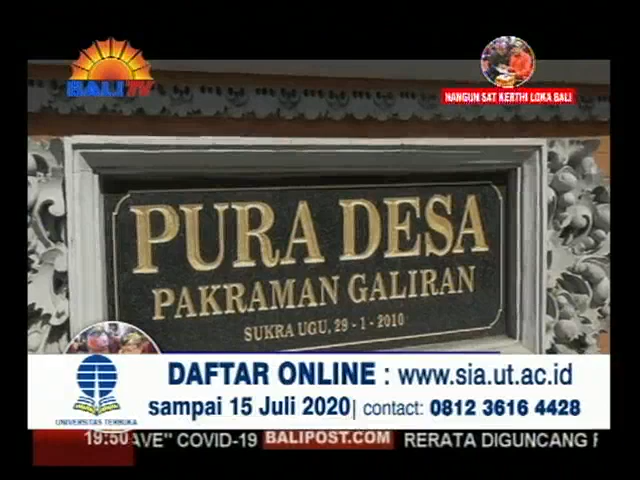 BALI TV
NANGUN SAT KERTHI LOKA BALI
PURA DESA
PAKRAMAN GALIRAN
SUKRA UGU, 29 - 1 - 2010
DAFTAR ONLINE : www.sia.ut.ac.id
sampai 15 Juli 2020| contact: 0812 3616 4428
UNIVERSITAS TERBUKA
19:50 AVE" COVID-19 BALIPOST.COM RERATA DIGUNCANG